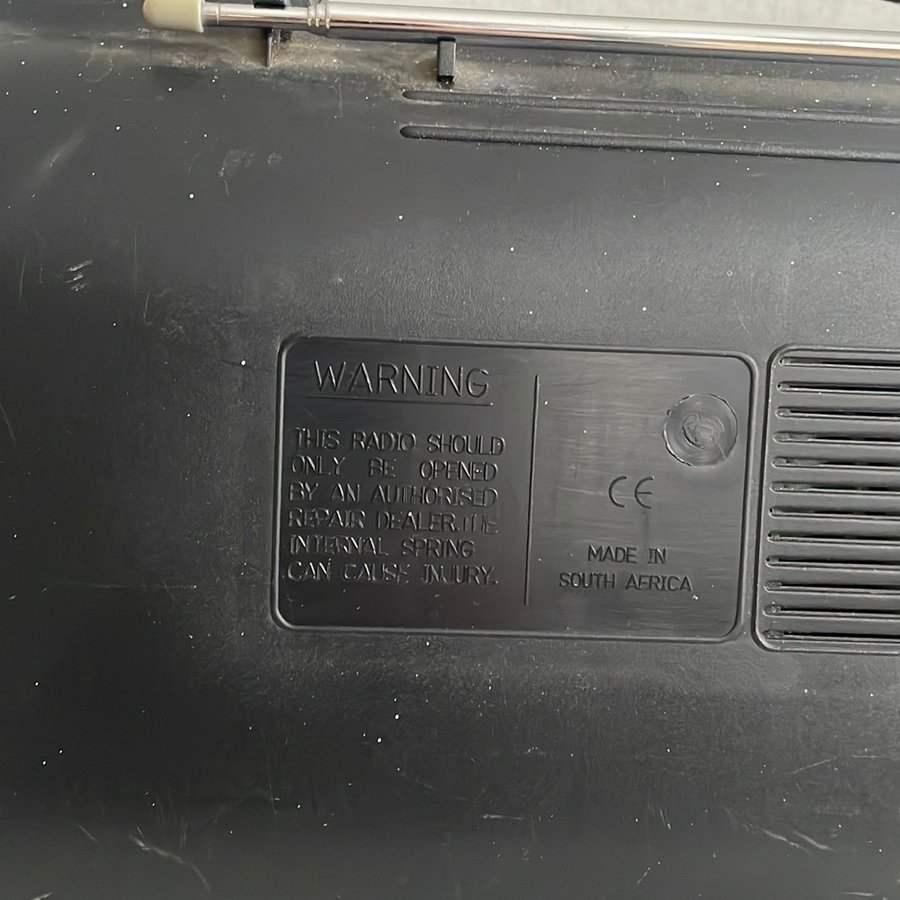 WARNING
THIS RADIO SHOULD
ONLY BE OPENED
BY AN AUTHORISED
REPAIR DEALER.THE
INTERNAL SPRING
CAN CAUSE INJURY.
CE
MADE IN
SOUTH AFRICA